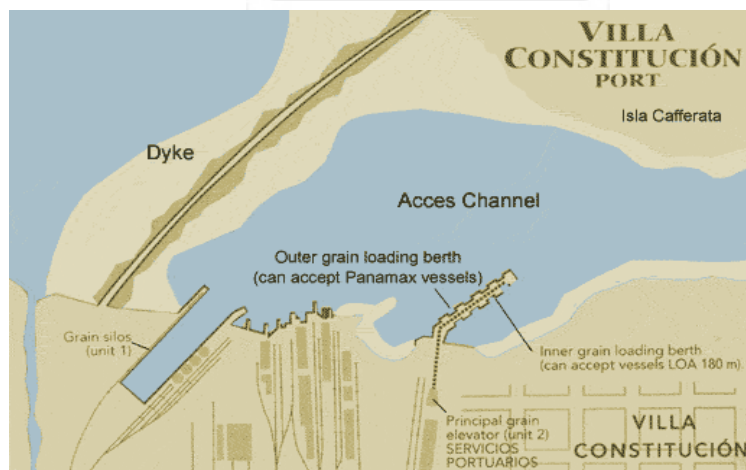 VILLA
CONSTITUCIÓN
PORT
Isla Cafferata
Dyke
Acces Channel
Outer grain loading berth
(can accept Panamax vessels)
Grain silos
(unit 1)
Inner grain loading berth
(can accept vessels LOA 180 m).
Principal grain
elevator (unit 2)
SERVICIOS
PORTUARIOS
VILLA
CONSTITUCIÓN